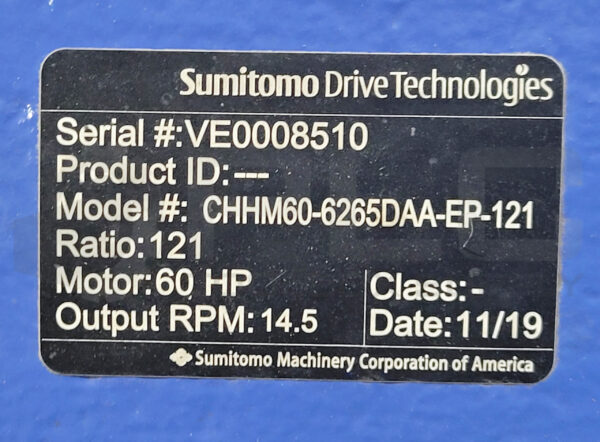 Sumitomo Drive Technologies
Serial #:VE0008510
Product ID:---
Model #: CHHM60-6265DAA-EP-121
Ratio:121
Motor:60 HP
Class:-
Output RPM:14.5
Date:11/19
Sumitomo Machinery Corporation of America